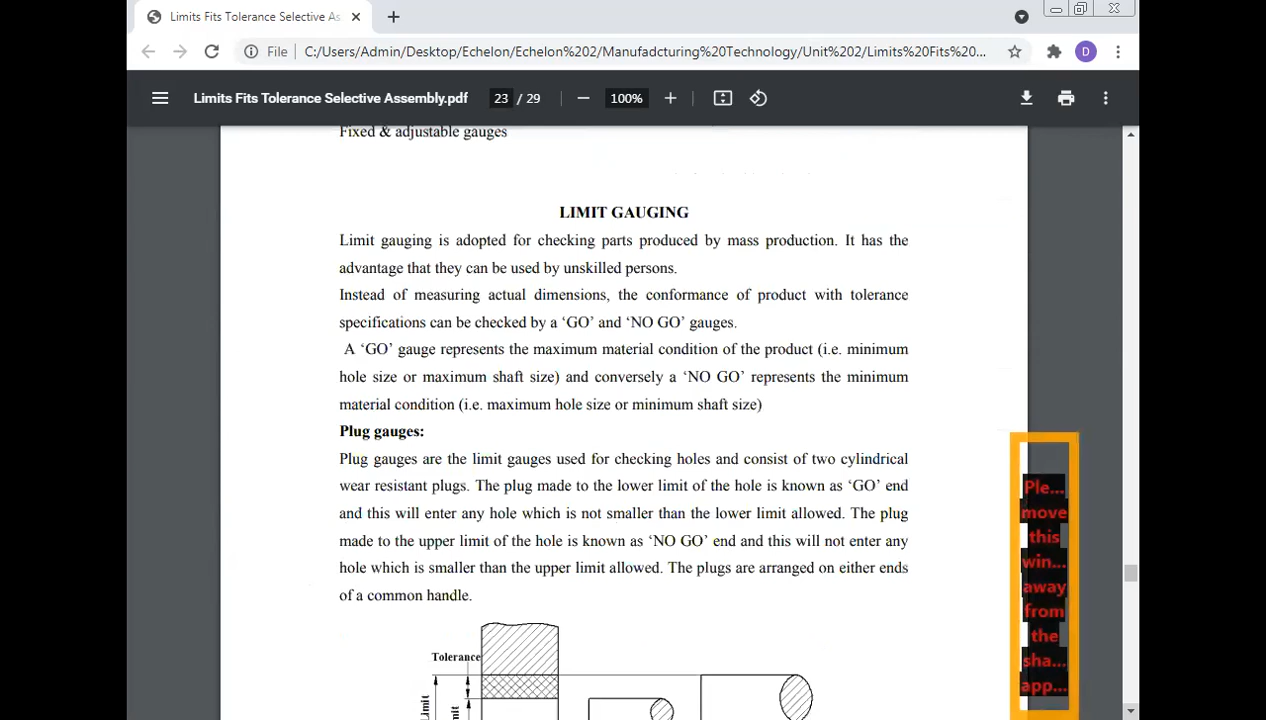 Limits Fits Tolerance Selective As
File
C:/Users/Admin/Desktop/Echelon/Echelon%202/Manufadcturing%20Technology/Unit%202/Limits%20Fits%20...
D
Limits Fits Tolerance Selective Assembly.pdf
23 / 29
100%
Fixed & adjustable gauges
LIMIT GAUGING
Limit gauging is adopted for checking parts produced by mass production. It has the
advantage that they can be used by unskilled persons.
Instead of measuring actual dimensions, the conformance of product with tolerance
specifications can be checked by a ‘GO’ and ‘NO GO’ gauges.
A ‘GO’ gauge represents the maximum material condition of the product (i.e. minimum
hole size or maximum shaft size) and conversely a ‘NO GO’ represents the minimum
material condition (i.e. maximum hole size or minimum shaft size)
Plug gauges:
Plug gauges are the limit gauges used for checking holes and consist of two cylindrical
wear resistant plugs. The plug made to the lower limit of the hole is known as ‘GO’ end
and this will enter any hole which is not smaller than the lower limit allowed. The plug
made to the upper limit of the hole is known as ‘NO GO’ end and this will not enter any
hole which is smaller than the upper limit allowed. The plugs are arranged on either ends
of a common handle.
Tolerance
Limit
mit
Ple...
move
this
win...
away
from
the
sha...
app...